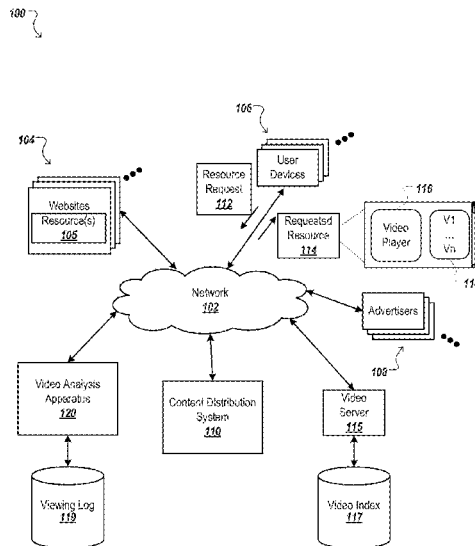 100
106
104
Resource
Request
112
User
Devices
116
Websites
Resource(s)
105
Requested
Resource
114
Video
Player
V1
...
Vn
Network
102
Advertisers
108
Video Analysis
Apparatus
120
Content Distribution
System
110
Video
Server
115
Viewing Log
119
Video Index
117